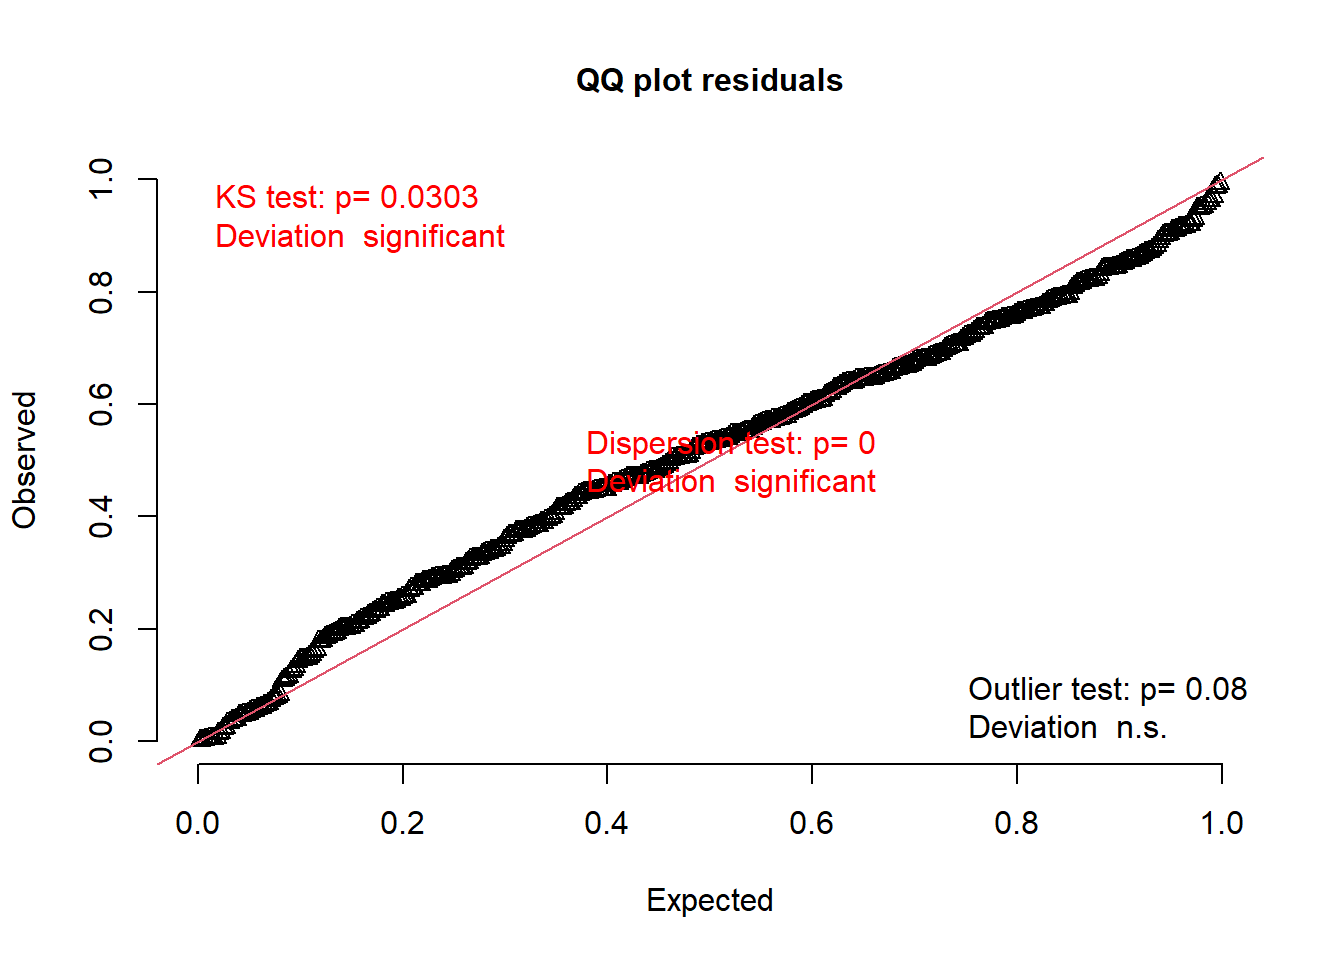 QQ plot residuals
KS test: p= 0.0303
Deviation  significant
Dispersion test: p= 0
Deviation  significant
Outlier test: p= 0.08
Deviation  n.s.
Observed
1.0
0.8
0.6
0.4
0.2
0.0
0.0 0.2 0.4 0.6 0.8 1.0
Expected